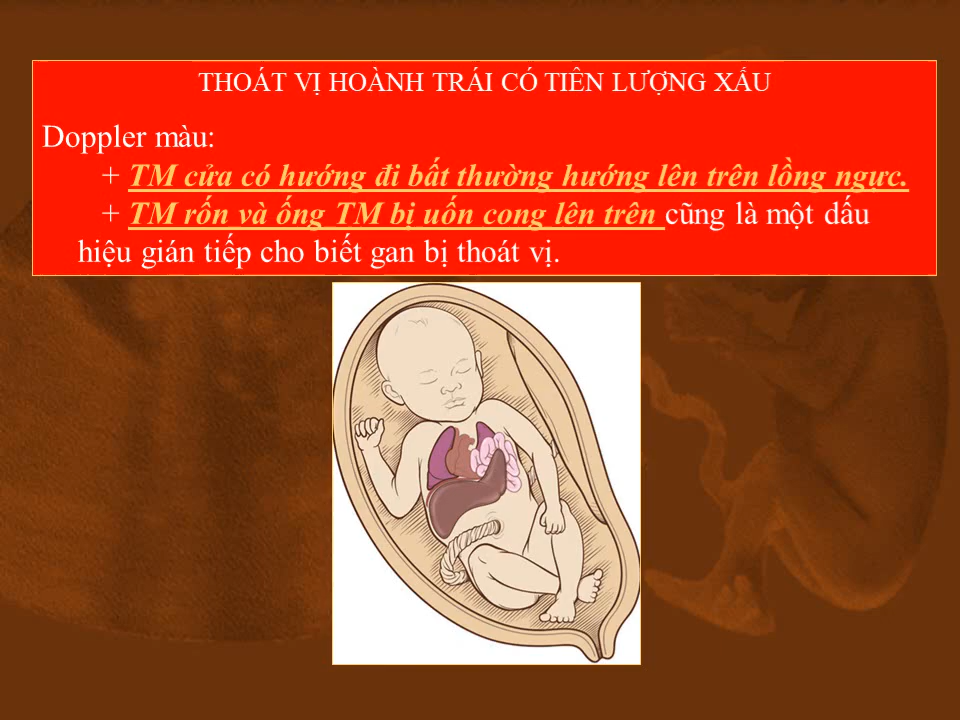 THOÁT VỊ HOÀNH TRÁI CÓ TIÊN LƯỢNG XẤU
Doppler màu:
+ TM cửa có hướng đi bất thường hướng lên trên lồng ngực.
+ TM rốn và ống TM bị uốn cong lên trên cũng là một dấu
hiệu gián tiếp cho biết gan bị thoát vị.